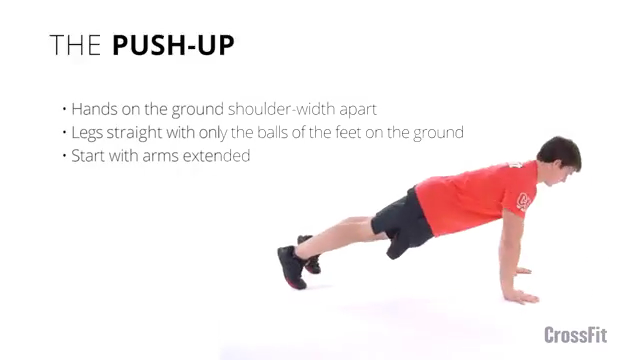 THE PUSH-UP
• Hands on the ground shoulder-width apart
• Legs straight with only the balls of the feet on the ground
• Start with arms extended
CrossFit